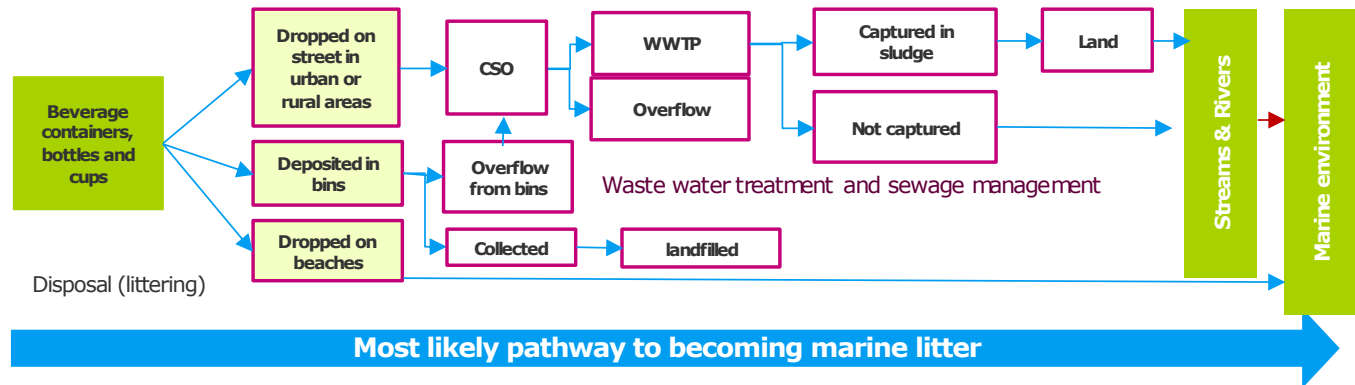 Beverage
containers,
bottles and
cups
Dropped on
street in
urban or
rural areas
Deposited in
bins
Dropped on
beaches
CSO
Overflow
from bins
Collected
landfilled
WWTP
Overflow
Captured in
sludge
Not captured
Land
Waste water treatment and sewage management
Streams & Rivers
Marine environment
Disposal (littering)
Most likely pathway to becoming marine litter